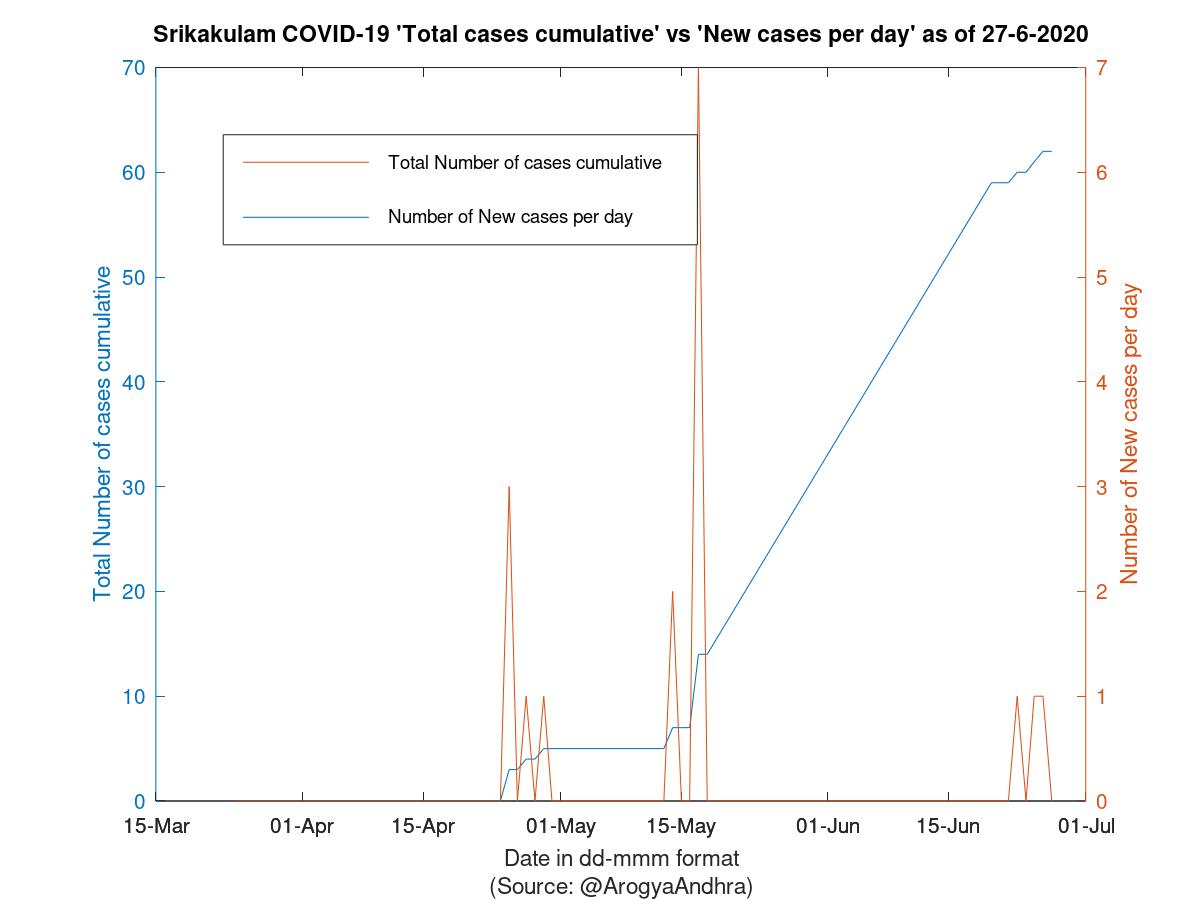 Srikakulam COVID-19 'Total cases cumulative' vs 'New cases per day' as of 27-6-2020
70
60
50
40
30
20
10
0
Total Number of cases cumulative
Total Number of cases cumulative
Number of New cases per day
7
6
5
4
3
2
1
0
Number of New cases per day
15-Mar 01-Apr 15-Apr 01-May 15-May 01-Jun 15-Jun 01-Jul
Date in dd-mmm format
(Source: @ArogyaAndhra)